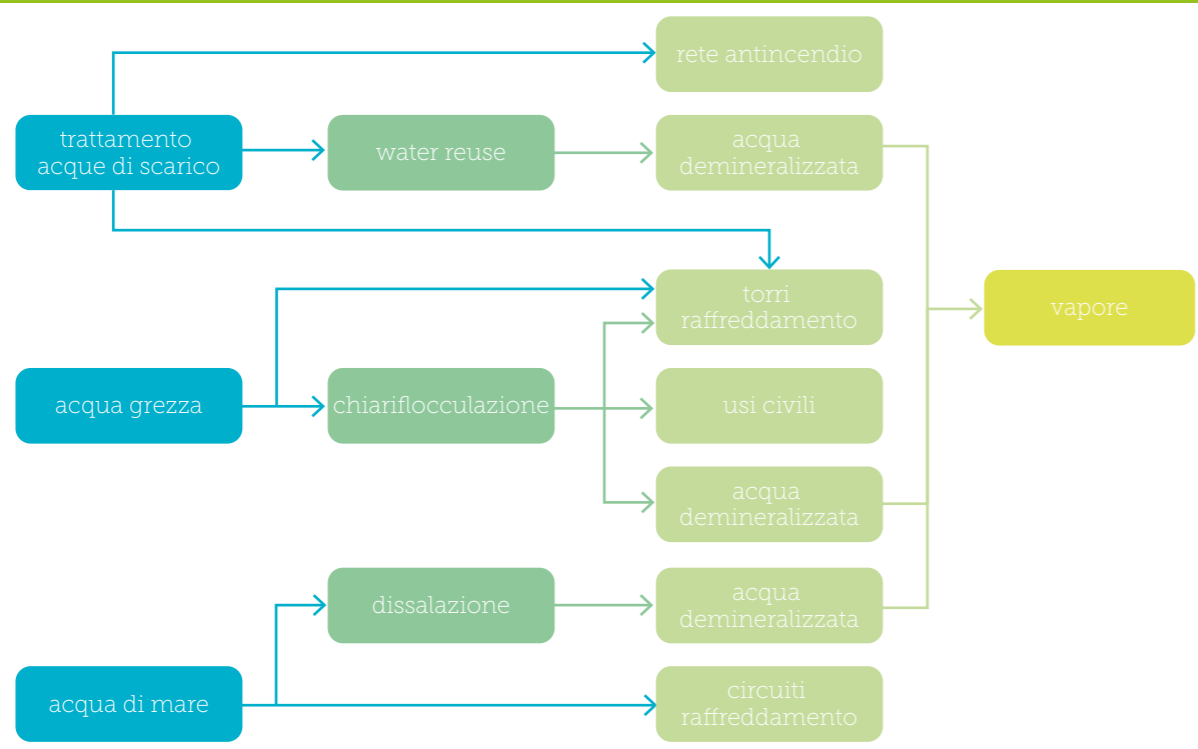 rete antincendio
trattamento
acque di scarico
water reuse
acqua
demineralizzata
torri
raffreddamento
vapore
acqua grezza
chiariflocculazione
usi civili
acqua
demineralizzata
dissalazione
acqua
demineralizzata
acqua di mare
circuiti
raffreddamento